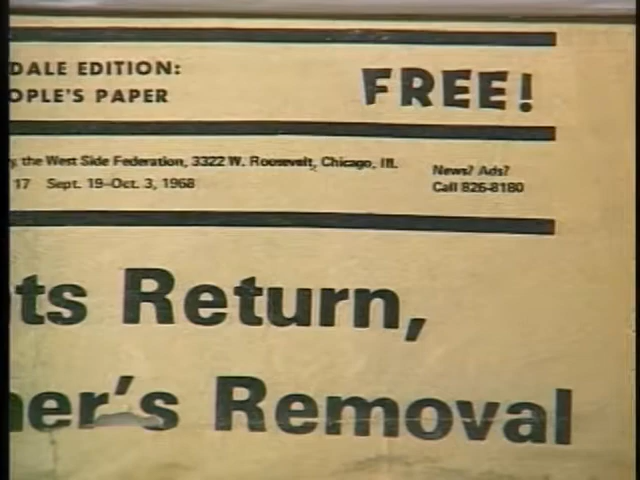 DALE EDITION:
OPLE'S PAPER
FREE!
y the West Side Federation, 3322 W. Roosevelt, Chicago, Ill.
17 Sept. 19–Oct. 3, 1968
News? Ads?
Call 826-8180
ts Return,
ner's Removal